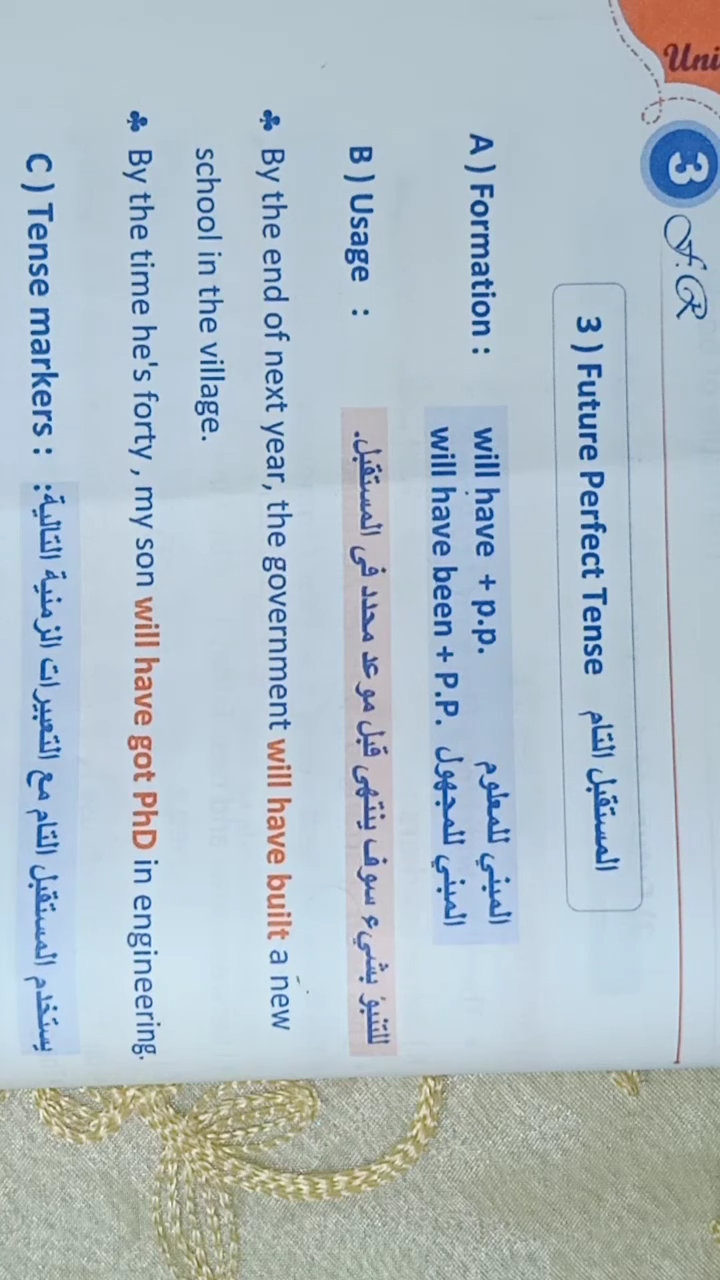 Uni
3 F.R
3 ) Future Perfect Tense المستقبل التام
A ) Formation : will have + p.p. المبني للمعلوم
will have been + P.P. المبني للمجهول
B ) Usage : للتنبؤ بشيء سوف ينتهى قبل موعد محدد فى المستقبل.
♣ By the end of next year, the government will have built a new
school in the village.
♣ By the time he's forty , my son will have got PhD in engineering.
C ) Tense markers : يستخدم المستقبل التام مع التعبيرات الزمنية التالية: